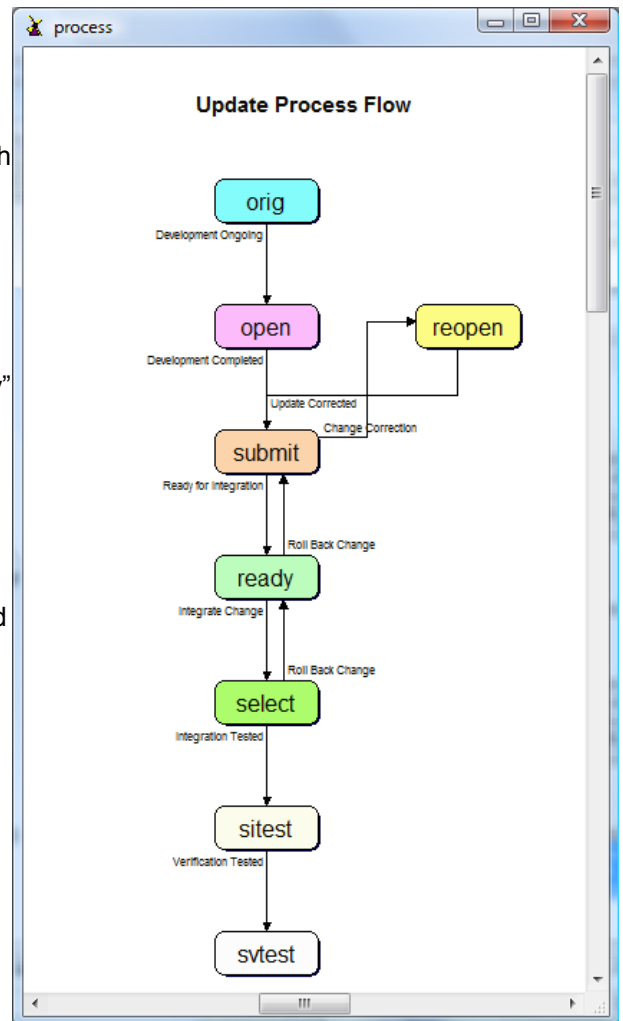 process
Update Process Flow
h
orig
Development Ongoing
open
reopen
Development Completed
y”
Update Corrected
Change Correction
submit
Ready for Integration
Roll Back Change
ready
d
Integrate Change
Roll Back Change
select
Integration Tested
sitest
Verification Tested
svtest